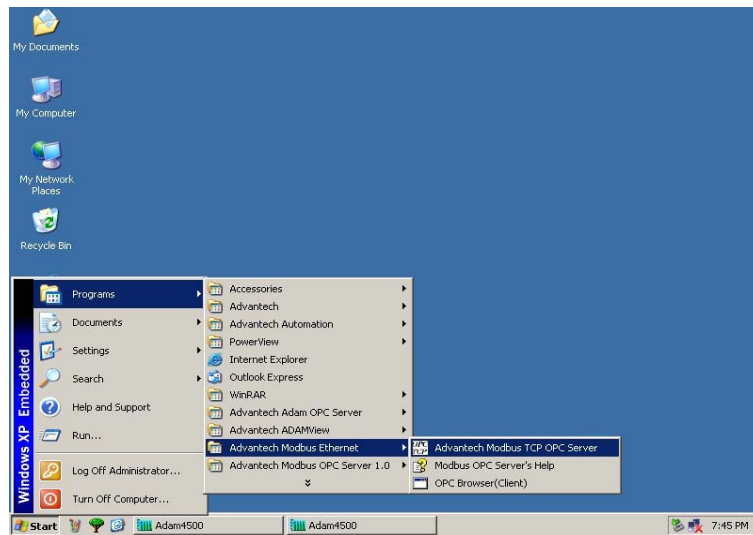 My Documents
My Computer
My Network
Places
Recycle Bin
Windows XP Embedded
Programs
Documents
Settings
Search
Help and Support
Run...
Log Off Administrator...
Turn Off Computer...
Accessories
Advantech
Advantech Automation
PowerView
Internet Explorer
Outlook Express
WinRAR
Advantech Adam OPC Server
Advantech ADAMView
Advantech Modbus Ethernet
Advantech Modbus OPC Server 1.0
OPC
TCP
Advantech Modbus TCP OPC Server
Modbus OPC Server's Help
OPC Browser(Client)
Start
Adam4500
Adam4500
7:45 PM